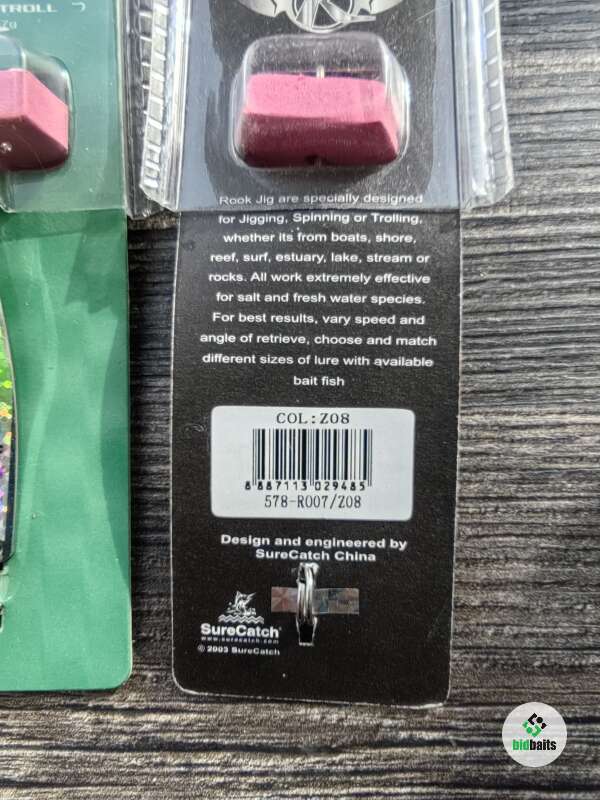 TROLL
7g
Rook Jig are specially designed
for Jigging, Spinning or Trolling,
whether its from boats, shore,
reef, surf, estuary, lake, stream or
rocks. All work extremely effective
for salt and fresh water species.
For best results, vary speed and
angle of retrieve, choose and match
different sizes of lure with available
bait fish
COL:Z08
8 887113 029485
578-R007/Z08
Design and engineered by
SureCatch China
SureCatch
www.surecatch.com
© 2003 SureCatch
bidbaits